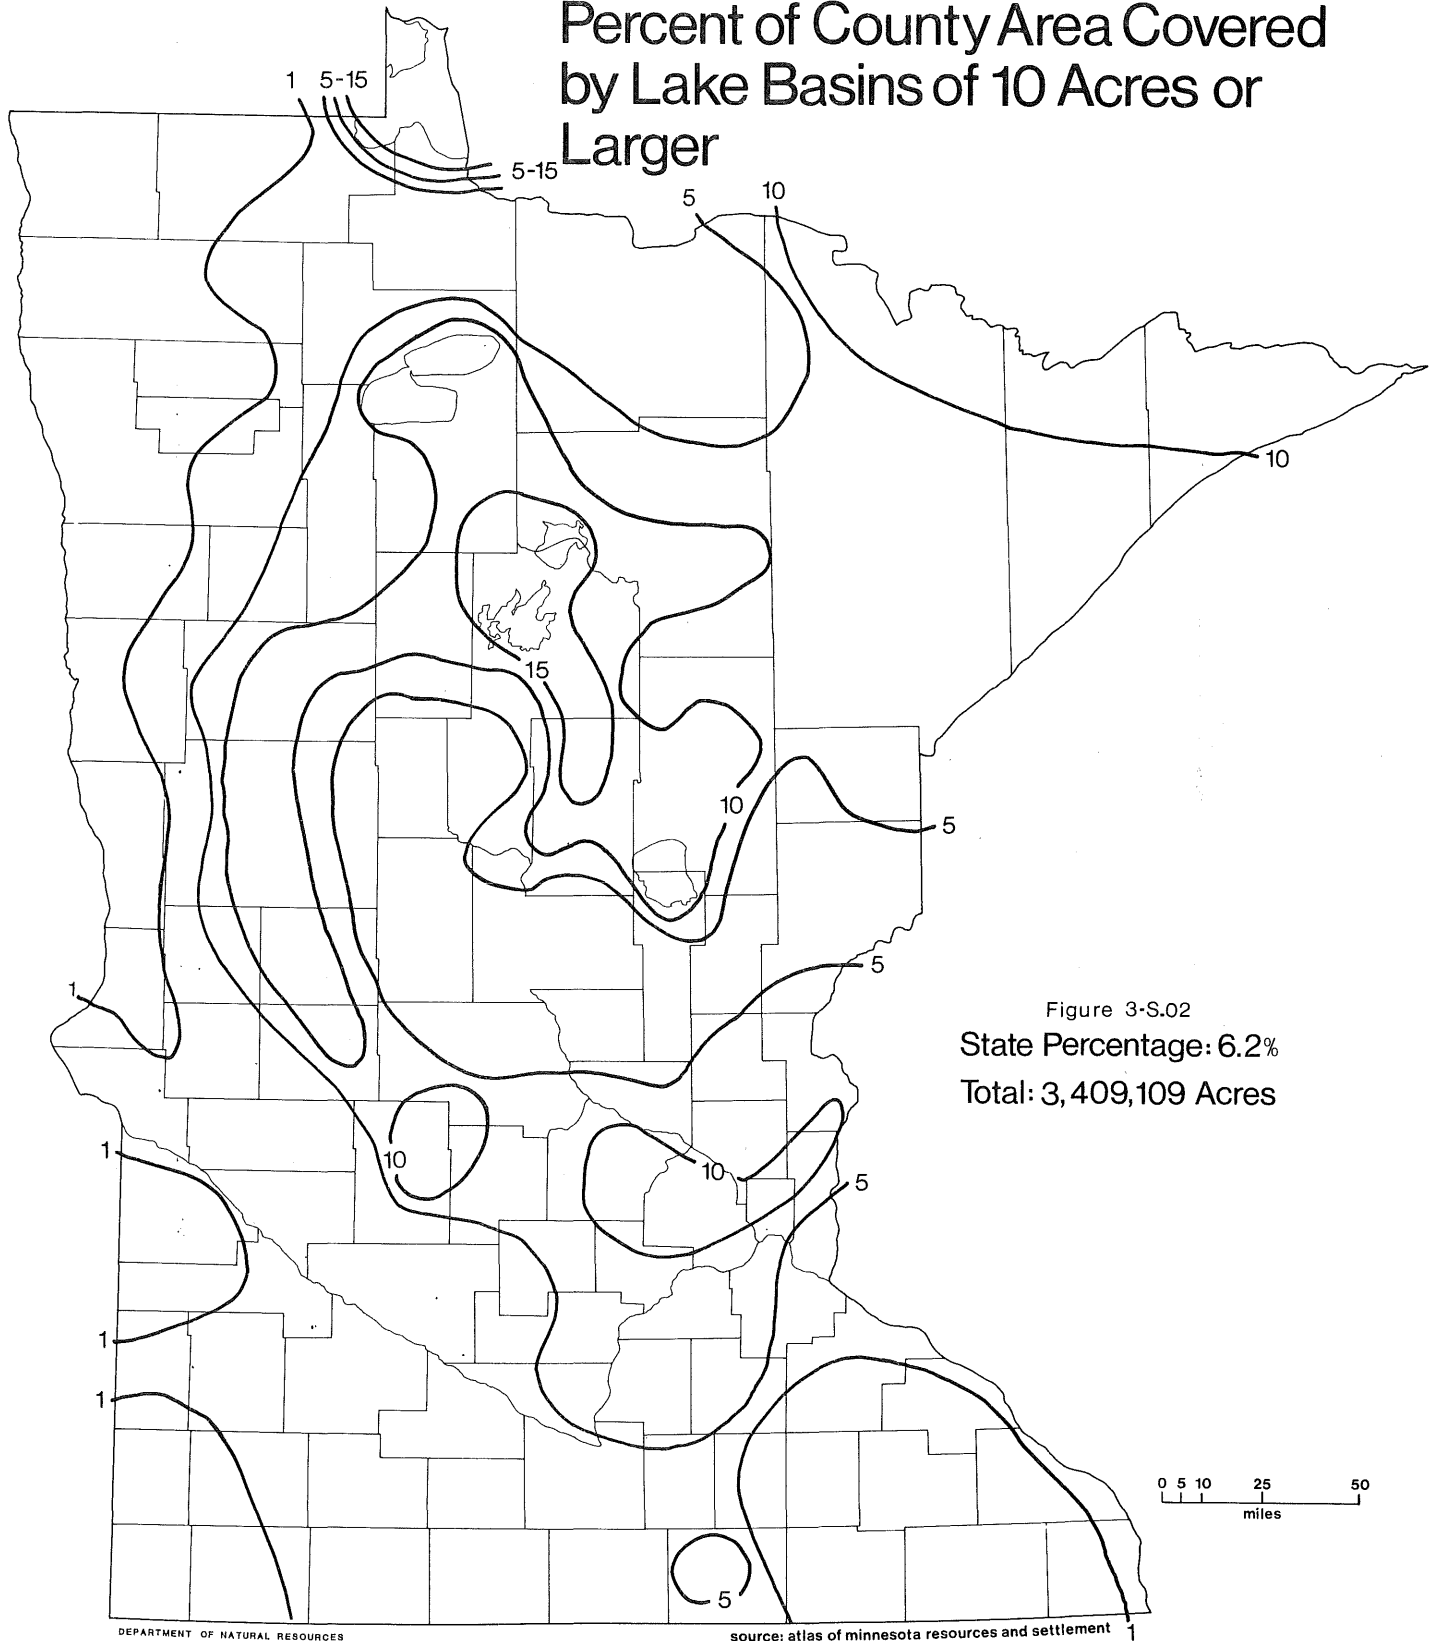 Percent of County Area Covered
by Lake Basins of 10 Acres or
Larger
1 5-15
5-15
5 10
10
15
10
5
5
1
Figure 3-S.02
State Percentage: 6.2%
Total: 3,409,109 Acres
1
10
10
5
1
1
0 5 10 25 50
miles
5
DEPARTMENT OF NATURAL RESOURCES
source: atlas of minnesota resources and settlement
1